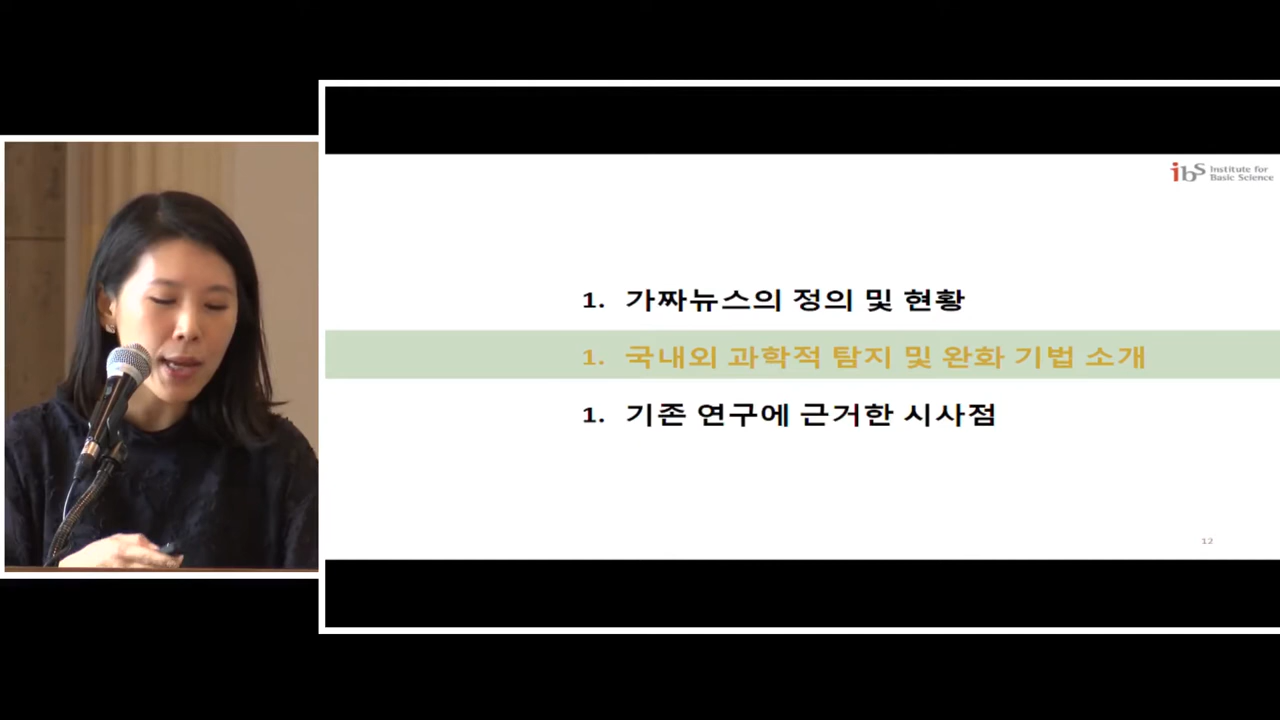 ibS Institute for
Basic Science
1. 가짜뉴스의 정의 및 현황
1. 국내외 과학적 탐지 및 완화 기법 소개
1. 기존 연구에 근거한 시사점
12